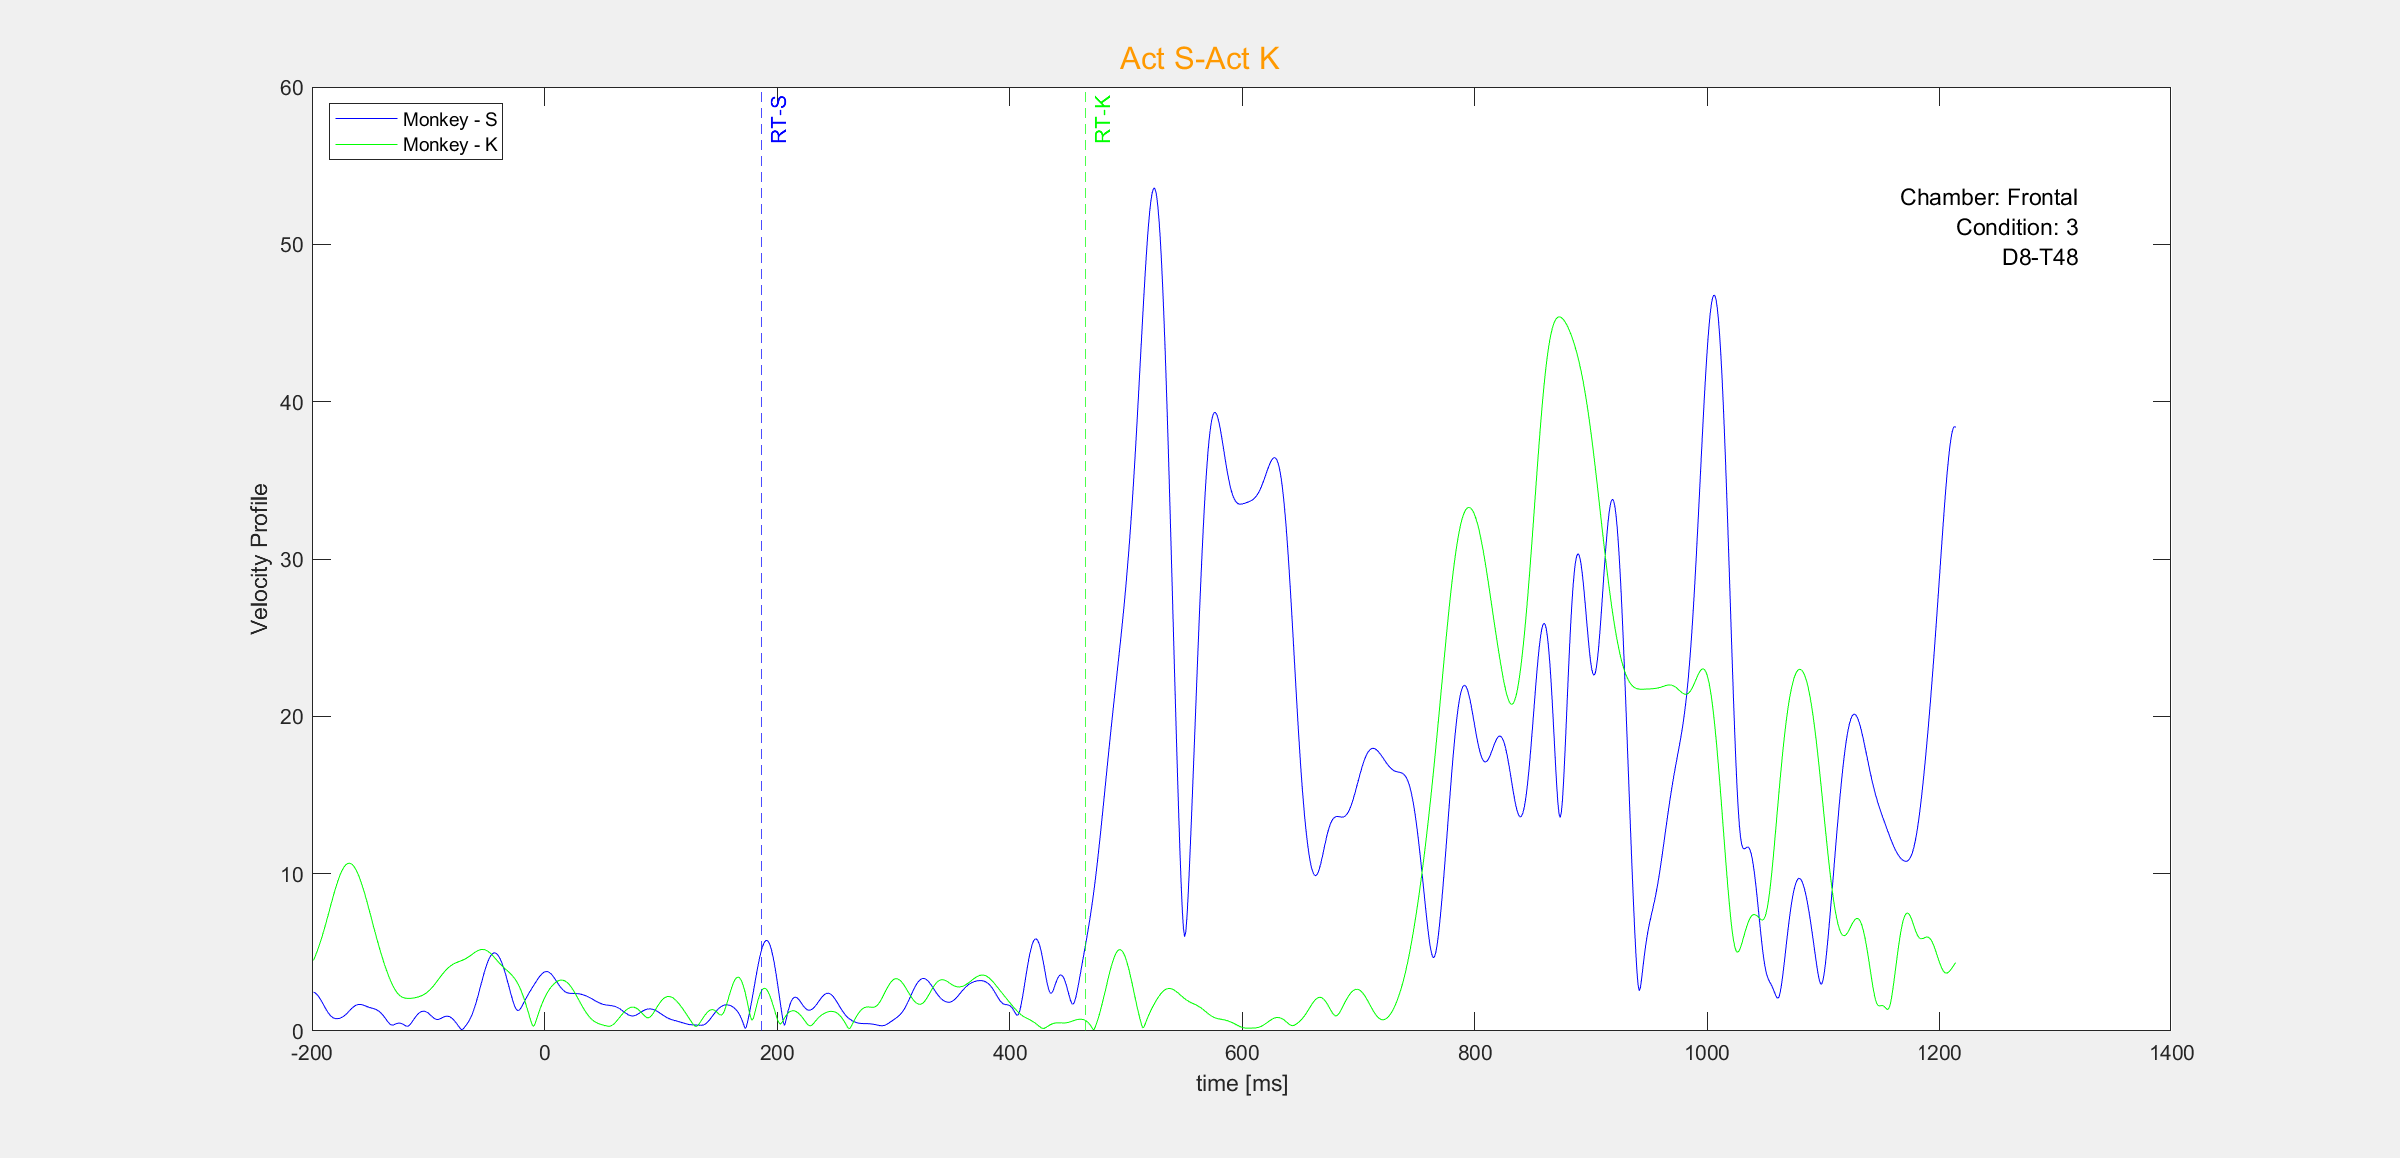 Act S-Act K
60
50
40
30
20
10
0
Velocity Profile
Monkey - S
Monkey - K
RT-S
RT-K
Chamber: Frontal
Condition: 3
D8-T48
-200 0 200 400 600 800 1000 1200 1400
time [ms]